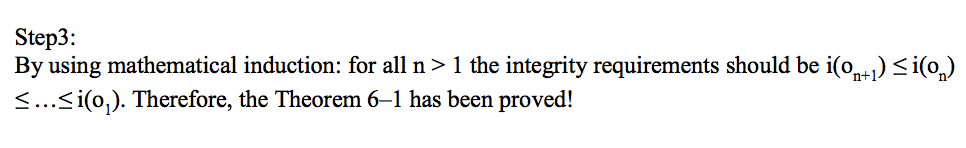 Step3:
By using mathematical induction: for all n > 1 the integrity requirements should be i(oₙ₊₁) ≤ i(oₙ)
≤…≤ i(o₁). Therefore, the Theorem 6–1 has been proved!